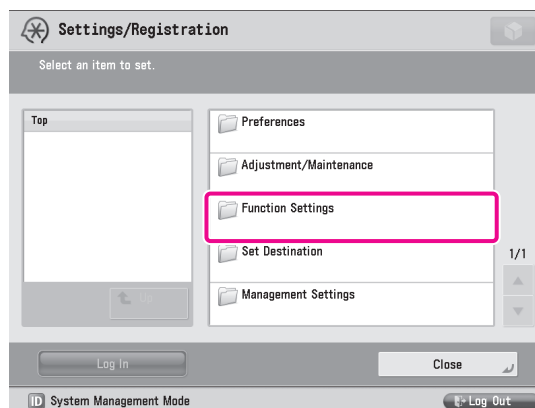 Settings/Registration
Select an item to set.
Top
Preferences
Adjustment/Maintenance
Function Settings
Set Destination
1/1
Management Settings
Up
Log In
Close
ID System Management Mode
Log Out